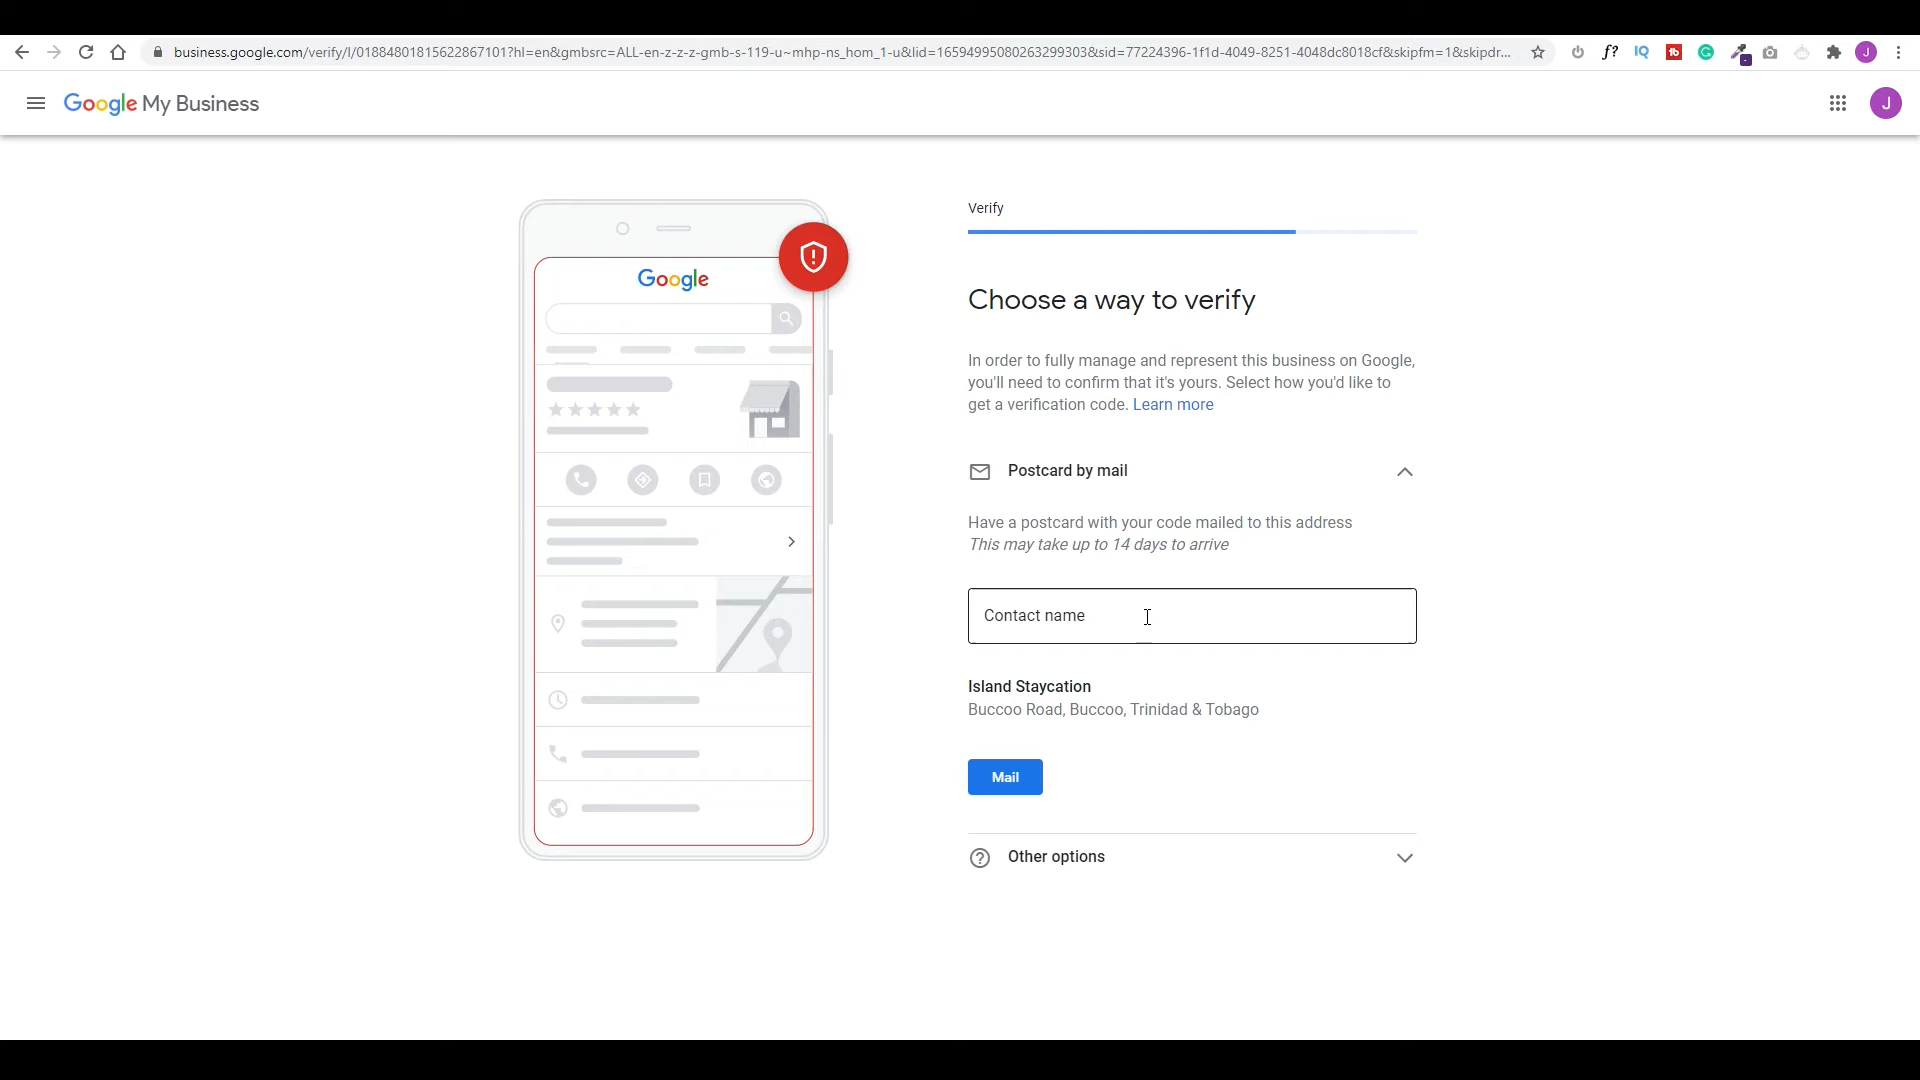 business.google.com/verify/l/01884801815622867101?hl=en&gmbsrc=ALL-en-z-z-z-gmb-s-119-u~mhp-ns_hom_1-u&lid=16594995080263299303&sid=77224396-1f1d-4049-8251-4048dc8018cf&skipfm=1&skipdr...
f?
IQ
tb
G
J
Google My Business
J
Google
Verify
Choose a way to verify
In order to fully manage and represent this business on Google,
you'll need to confirm that it's yours. Select how you'd like to
get a verification code. Learn more
Postcard by mail
Have a postcard with your code mailed to this address
This may take up to 14 days to arrive
Contact name
Island Staycation
Buccoo Road, Buccoo, Trinidad & Tobago
Mail
Other options